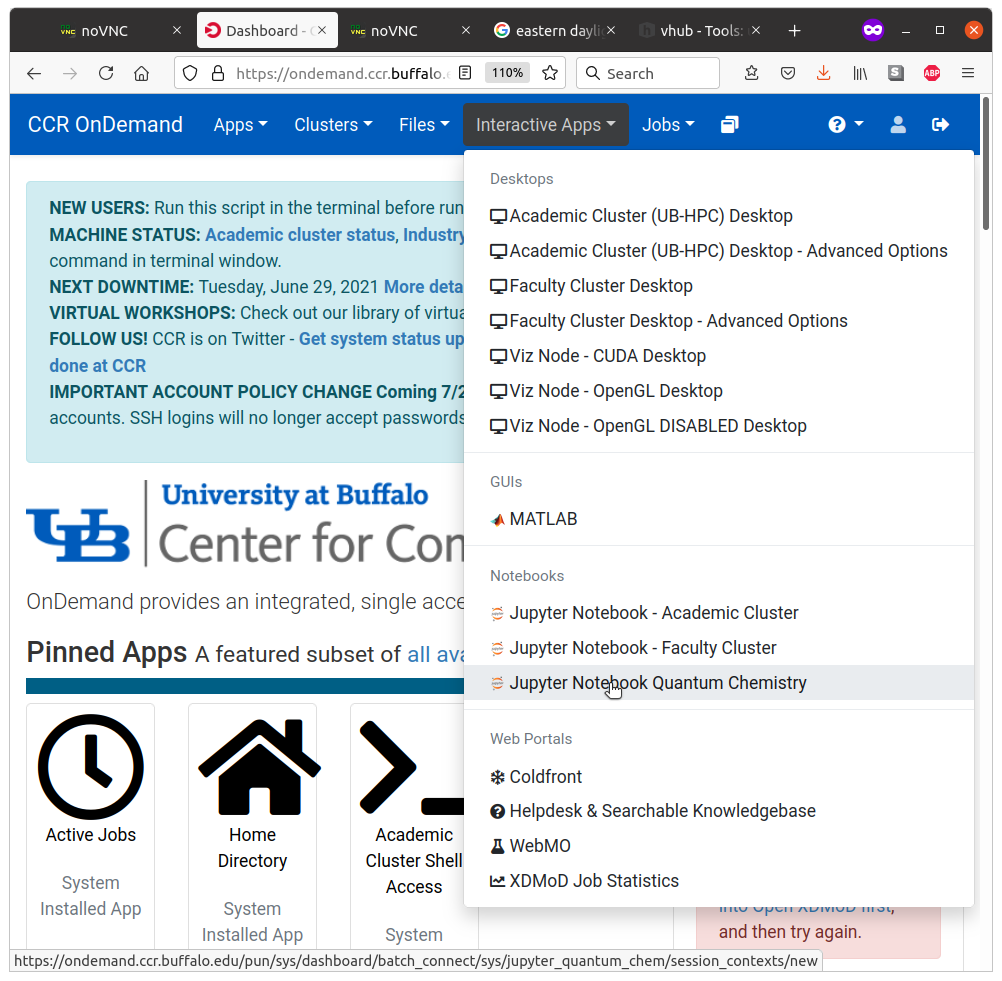 noVNC
Dashboard - C
noVNC
eastern dayli
vhub - Tools:
https://ondemand.ccr.buffalo.
110%
Search
S
ABP
CCR OnDemand
Apps
Clusters
Files
Interactive Apps
Jobs
NEW USERS: Run this script in the terminal before run
MACHINE STATUS: Academic cluster status, Industry
command in terminal window.
NEXT DOWNTIME: Tuesday, June 29, 2021 More deta
VIRTUAL WORKSHOPS: Check out our library of virtua
FOLLOW US! CCR is on Twitter - Get system status up
done at CCR
IMPORTANT ACCOUNT POLICY CHANGE Coming 7/2
accounts. SSH logins will no longer accept passwords
UB
University at Buffalo
Center for Com
OnDemand provides an integrated, single acce
Pinned Apps A featured subset of all ava
Active Jobs
System
Installed App
Home
Directory
System
Installed App
Academic
Cluster Shell
Access
System
Desktops
Academic Cluster (UB-HPC) Desktop
Academic Cluster (UB-HPC) Desktop - Advanced Options
Faculty Cluster Desktop
Faculty Cluster Desktop - Advanced Options
Viz Node - CUDA Desktop
Viz Node - OpenGL Desktop
Viz Node - OpenGL DISABLED Desktop
GUIs
MATLAB
Notebooks
Jupyter Notebook - Academic Cluster
Jupyter Notebook - Faculty Cluster
Jupyter Notebook Quantum Chemistry
Web Portals
Coldfront
Helpdesk & Searchable Knowledgebase
WebMO
XDMoD Job Statistics
into Open XDMoD first,
and then try again.
https://ondemand.ccr.buffalo.edu/pun/sys/dashboard/batch_connect/sys/jupyter_quantum_chem/session_contexts/new